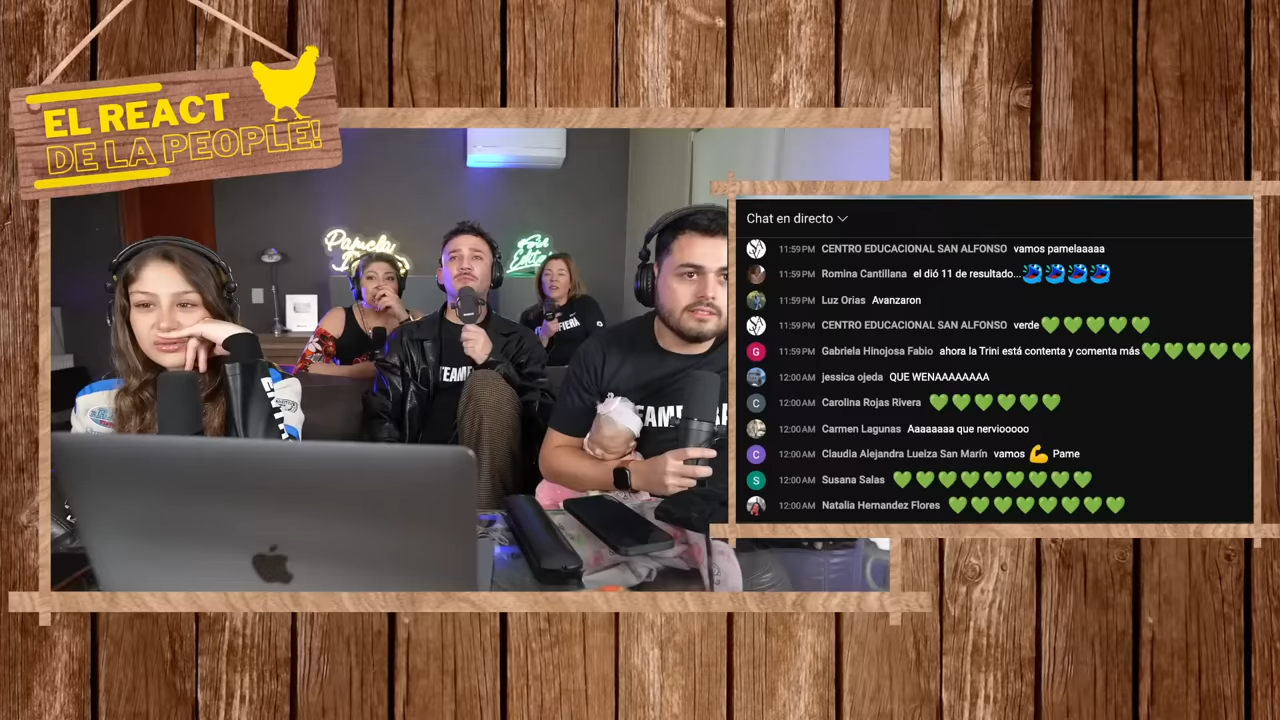 EL REACT
DE LA PEOPLE!
Pamela
TEAM
FIERA
TEAM
Chat en directo
11:59 PM CENTRO EDUCACIONAL SAN ALFONSO vamos pamelaaaaa
11:59 PM Romina Cantillana el dió 11 de resultado...
11:59 PM Luz Orias Avanzaron
11:59 PM CENTRO EDUCACIONAL SAN ALFONSO verde💚💚💚💚💚
G 11:59 PM Gabriela Hinojosa Fabio ahora la Trini está contenta y comenta más💚💚💚💚💚
12:00 AM jessica ojeda QUE WENAAAAAAAA
C 12:00 AM Carolina Rojas Rivera 💚💚💚💚💚💚
12:00 AM Carmen Lagunas Aaaaaaaa que nerviooooo
C 12:00 AM Claudia Alejandra Lueiza San Marín vamos 💪 Pame
S 12:00 AM Susana Salas 💚💚💚💚💚💚💚💚💚
12:00 AM Natalia Hernandez Flores 💚💚💚💚💚💚💚💚